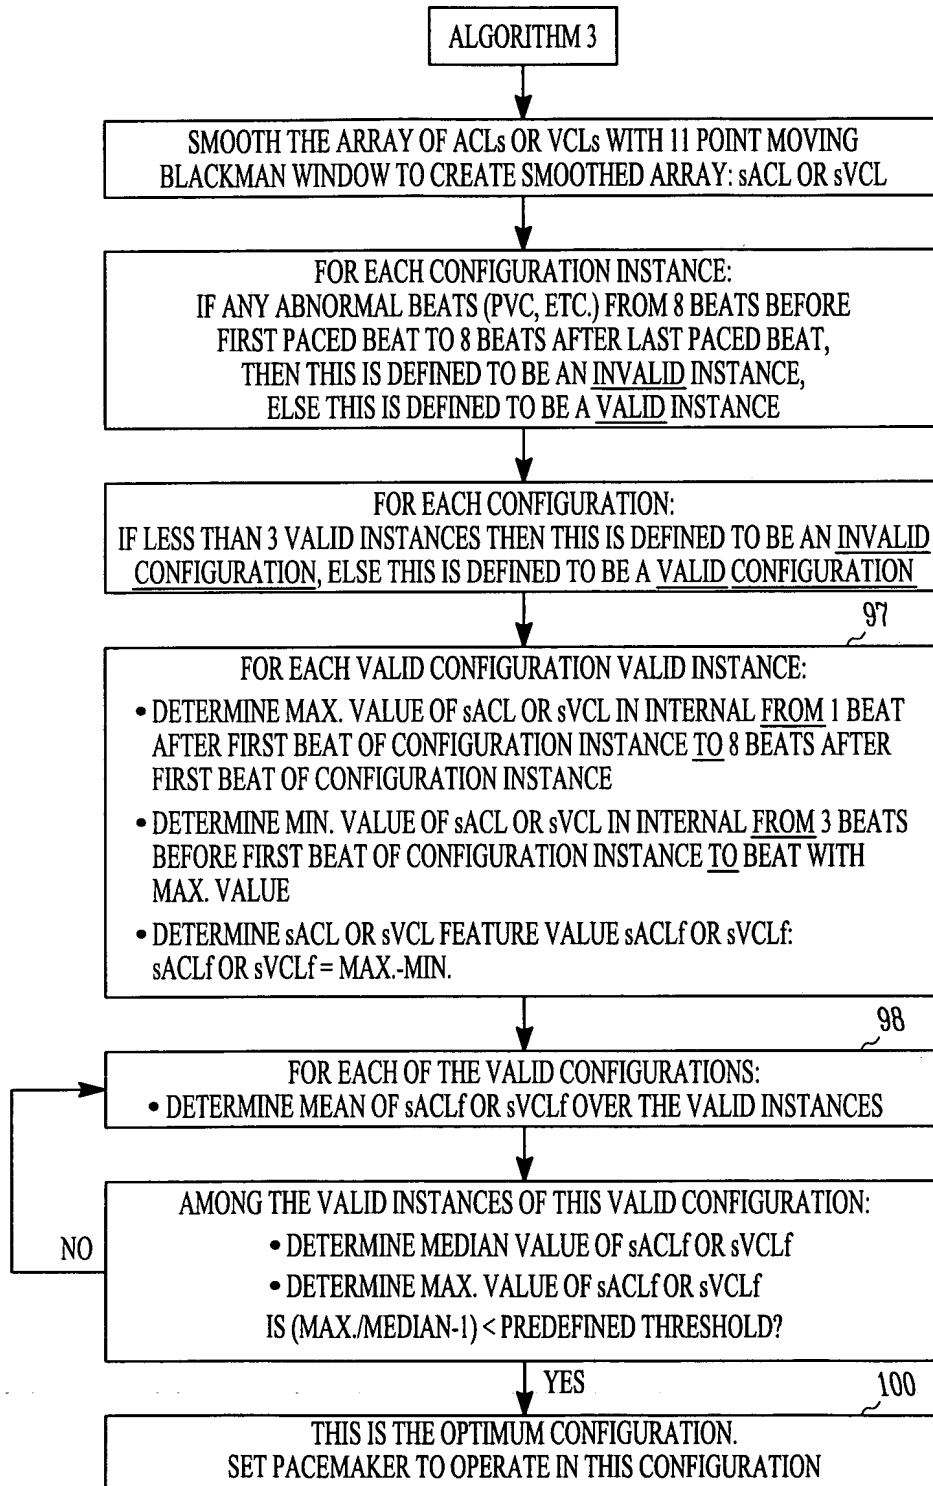 ALGORITHM 3
SMOOTH THE ARRAY OF ACLs OR VCLs WITH 11 POINT MOVING
BLACKMAN WINDOW TO CREATE SMOOTHED ARRAY: sACL OR sVCL
FOR EACH CONFIGURATION INSTANCE:
IF ANY ABNORMAL BEATS (PVC, ETC.) FROM 8 BEATS BEFORE
FIRST PACED BEAT TO 8 BEATS AFTER LAST PACED BEAT,
THEN THIS IS DEFINED TO BE AN INVALID INSTANCE,
ELSE THIS IS DEFINED TO BE A VALID INSTANCE
FOR EACH CONFIGURATION:
IF LESS THAN 3 VALID INSTANCES THEN THIS IS DEFINED TO BE AN INVALID
CONFIGURATION, ELSE THIS IS DEFINED TO BE A VALID CONFIGURATION
97
FOR EACH VALID CONFIGURATION VALID INSTANCE:
• DETERMINE MAX. VALUE OF sACL OR sVCL IN INTERNAL FROM 1 BEAT
AFTER FIRST BEAT OF CONFIGURATION INSTANCE TO 8 BEATS AFTER
FIRST BEAT OF CONFIGURATION INSTANCE
• DETERMINE MIN. VALUE OF sACL OR sVCL IN INTERNAL FROM 3 BEATS
BEFORE FIRST BEAT OF CONFIGURATION INSTANCE TO BEAT WITH
MAX. VALUE
• DETERMINE sACL OR sVCL FEATURE VALUE sACLf OR sVCLf:
sACLf OR sVCLf = MAX.-MIN.
98
FOR EACH OF THE VALID CONFIGURATIONS:
• DETERMINE MEAN OF sACLf OR sVCLf OVER THE VALID INSTANCES
AMONG THE VALID INSTANCES OF THIS VALID CONFIGURATION:
• DETERMINE MEDIAN VALUE OF sACLf OR sVCLf
• DETERMINE MAX. VALUE OF sACLf OR sVCLf
IS (MAX./MEDIAN-1) < PREDEFINED THRESHOLD?
NO
YES
100
THIS IS THE OPTIMUM CONFIGURATION.
SET PACEMAKER TO OPERATE IN THIS CONFIGURATION